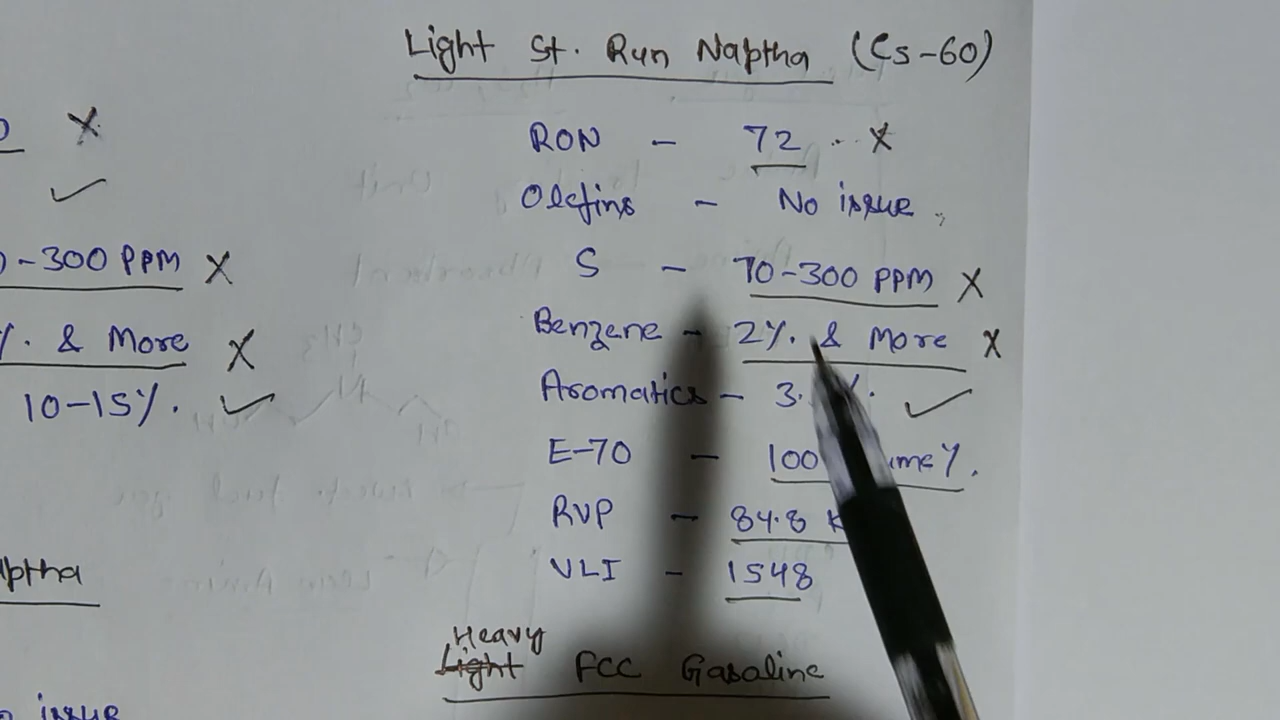 Light St. Run Naptha (C5-60)
RON - 72 .. X
Olefins - No issue.
S - 70-300 PPM X
Benzene - 2%. & More X
Aromatics - 3. %. ✓
E-70 - 100 %.
RVP - 84.8 K
VLI - 1548
Heavy
Light FCC Gasoline
X
✓
-300 PPM X
%. & More X
10-15%. ✓
ptha
issue